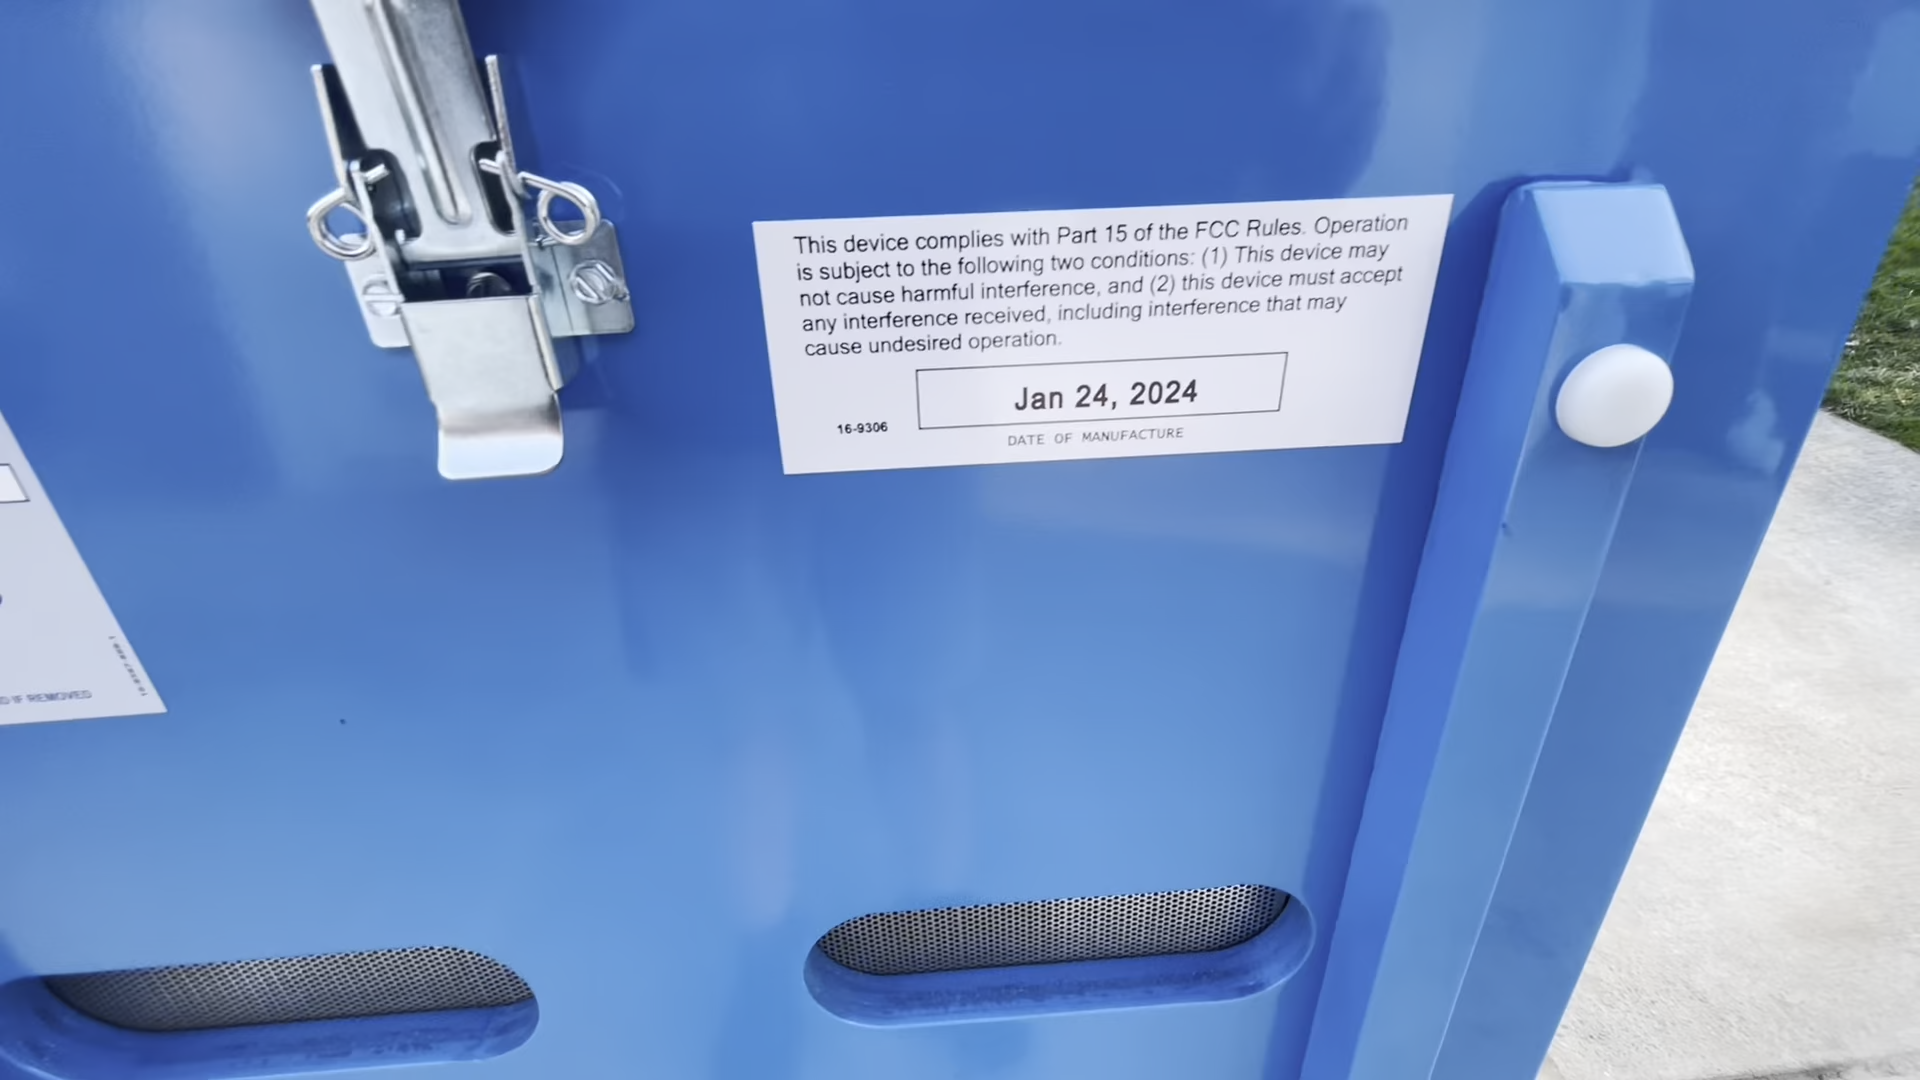 This device complies with Part 15 of the FCC Rules. Operation
is subject to the following two conditions: (1) This device may
not cause harmful interference, and (2) this device must accept
any interference received, including interference that may
cause undesired operation.
Jan 24, 2024
16-9306
DATE OF MANUFACTURE
IF REMOVED